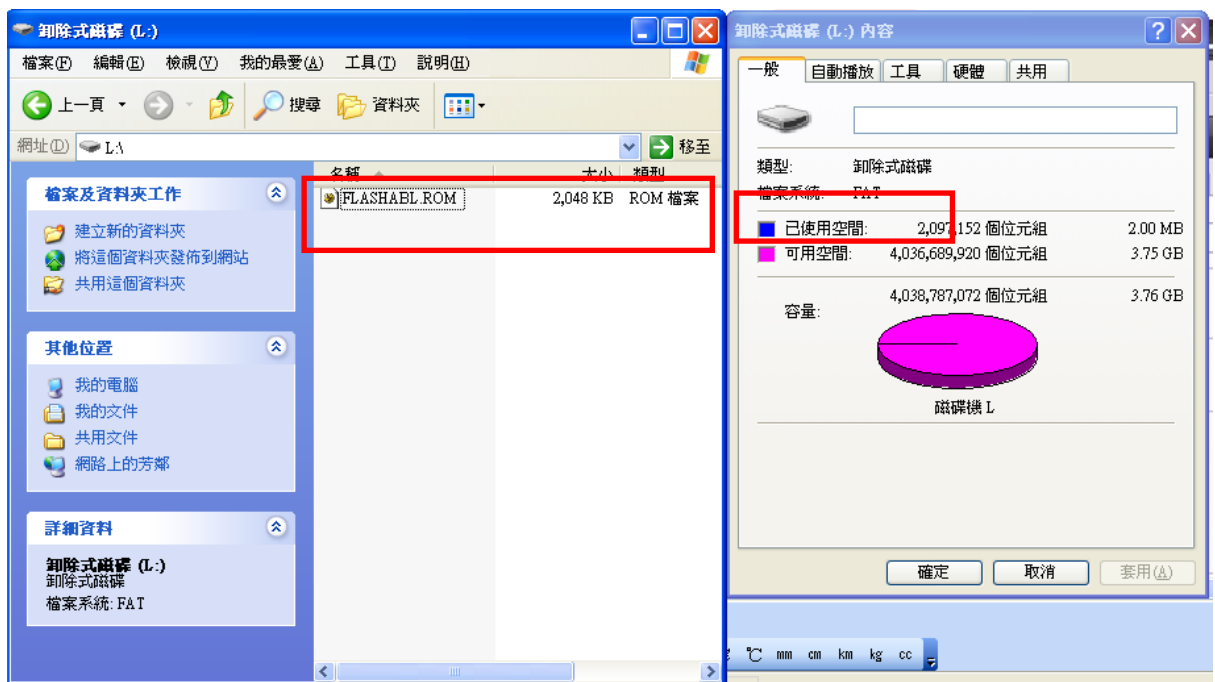 卸除式磁碟 (L:)
檔案(F) 編輯(E) 檢視(V) 我的最愛(A) 工具(T) 說明(H)
上一頁 搜尋 資料夾
網址(D) L:\ 移至
名稱 大小 類型
FLASHABL.ROM 2,048 KB ROM 檔案
檔案及資料夾工作
建立新的資料夾
將這個資料夾發佈到網站
共用這個資料夾
其他位置
我的電腦
我的文件
共用文件
網路上的芳鄰
詳細資料
卸除式磁碟 (L:)
卸除式磁碟
檔案系統: FAT
卸除式磁碟 (L:) 內容
一般 自動播放 工具 硬體 共用
類型: 卸除式磁碟
檔案系統: FAT
已使用空間: 2,097,152 個位元組 2.00 MB
可用空間: 4,036,689,920 個位元組 3.75 GB
容量: 4,038,787,072 個位元組 3.76 GB
磁碟機 L
確定 取消 套用(A)
℃ mm cm km kg cc